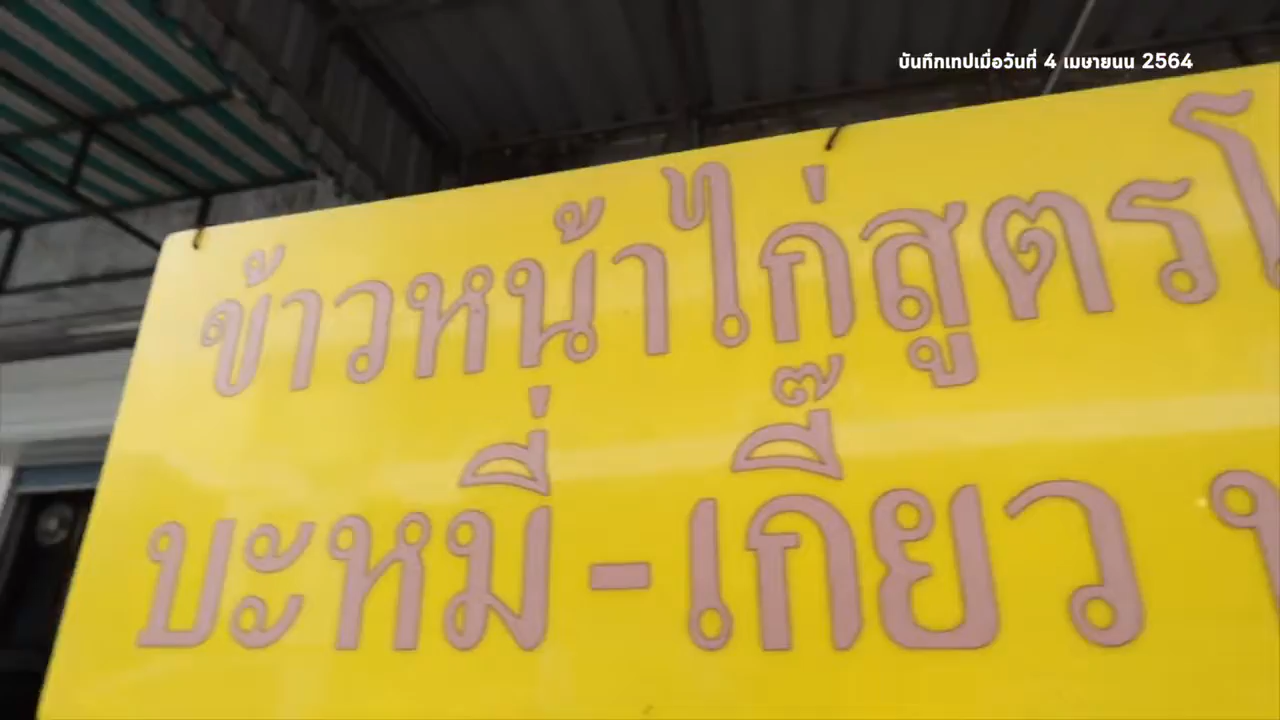 บันทึกเทปเมื่อวันที่ 4 เมษายนน 2564
ข้าวหน้าไก่สูตร
บะหมี่-เกี๊ยว